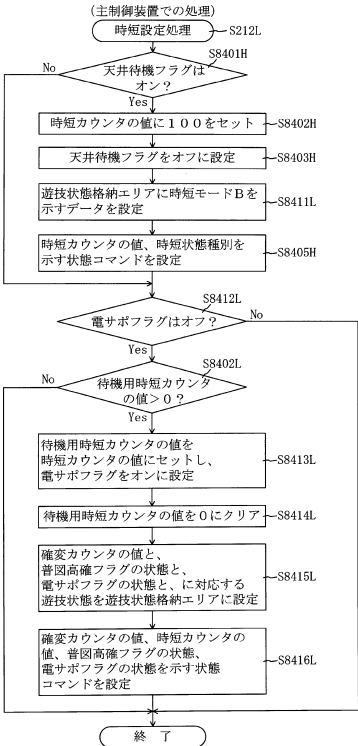 (主制御装置での処理)
時短設定処理
S212L
S8401H
天井待機フラグは
オン？
No
Yes
時短カウンタの値に１００をセット
S8402H
天井待機フラグをオフに設定
S8403H
遊技状態格納エリアに時短モードＢを
示すデータを設定
S8411L
時短カウンタの値、時短状態種別を
示す状態コマンドを設定
S8405H
S8412L
電サポフラグはオフ？
No
Yes
S8402L
待機用時短カウンタ
の値＞０？
No
Yes
待機用時短カウンタの値を
時短カウンタの値にセットし、
電サポフラグをオンに設定
S8413L
待機用時短カウンタの値を０にクリア
S8414L
確変カウンタの値と、
普図高確フラグの状態と、
電サポフラグの状態と、に対応する
遊技状態を遊技状態格納エリアに設定
S8415L
確変カウンタの値、時短カウンタの
値、普図高確フラグの状態、
電サポフラグの状態を示す状態
コマンドを設定
S8416L
終 了